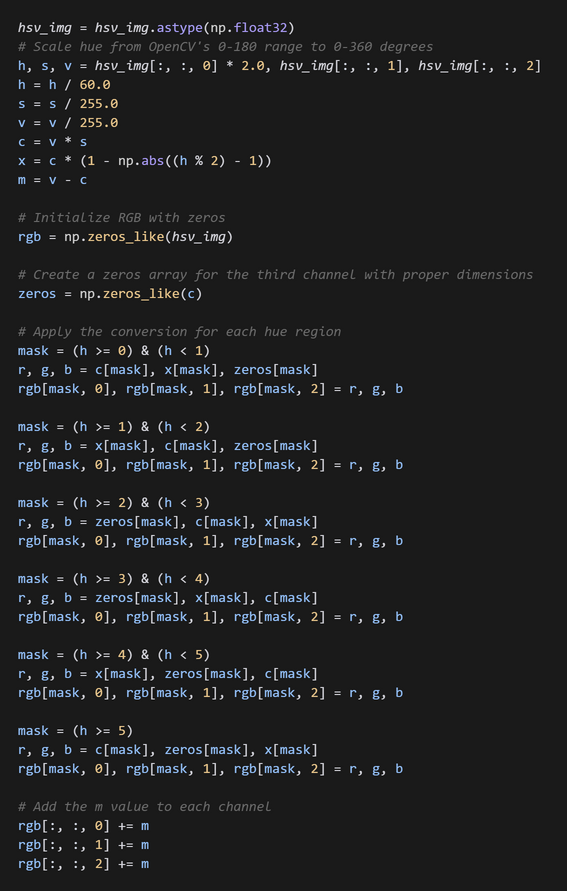 hsv_img = hsv_img.astype(np.float32)
# Scale hue from OpenCV's 0-180 range to 0-360 degrees
h, s, v = hsv_img[:, :, 0] * 2.0, hsv_img[:, :, 1], hsv_img[:, :, 2]
h = h / 60.0
s = s / 255.0
v = v / 255.0
c = v * s
x = c * (1 - np.abs((h % 2) - 1))
m = v - c

# Initialize RGB with zeros
rgb = np.zeros_like(hsv_img)

# Create a zeros array for the third channel with proper dimensions
zeros = np.zeros_like(c)

# Apply the conversion for each hue region
mask = (h >= 0) & (h < 1)
r, g, b = c[mask], x[mask], zeros[mask]
rgb[mask, 0], rgb[mask, 1], rgb[mask, 2] = r, g, b

mask = (h >= 1) & (h < 2)
r, g, b = x[mask], c[mask], zeros[mask]
rgb[mask, 0], rgb[mask, 1], rgb[mask, 2] = r, g, b

mask = (h >= 2) & (h < 3)
r, g, b = zeros[mask], c[mask], x[mask]
rgb[mask, 0], rgb[mask, 1], rgb[mask, 2] = r, g, b

mask = (h >= 3) & (h < 4)
r, g, b = zeros[mask], x[mask], c[mask]
rgb[mask, 0], rgb[mask, 1], rgb[mask, 2] = r, g, b

mask = (h >= 4) & (h < 5)
r, g, b = x[mask], zeros[mask], c[mask]
rgb[mask, 0], rgb[mask, 1], rgb[mask, 2] = r, g, b

mask = (h >= 5)
r, g, b = c[mask], zeros[mask], x[mask]
rgb[mask, 0], rgb[mask, 1], rgb[mask, 2] = r, g, b

# Add the m value to each channel
rgb[:, :, 0] += m
rgb[:, :, 1] += m
rgb[:, :, 2] += m